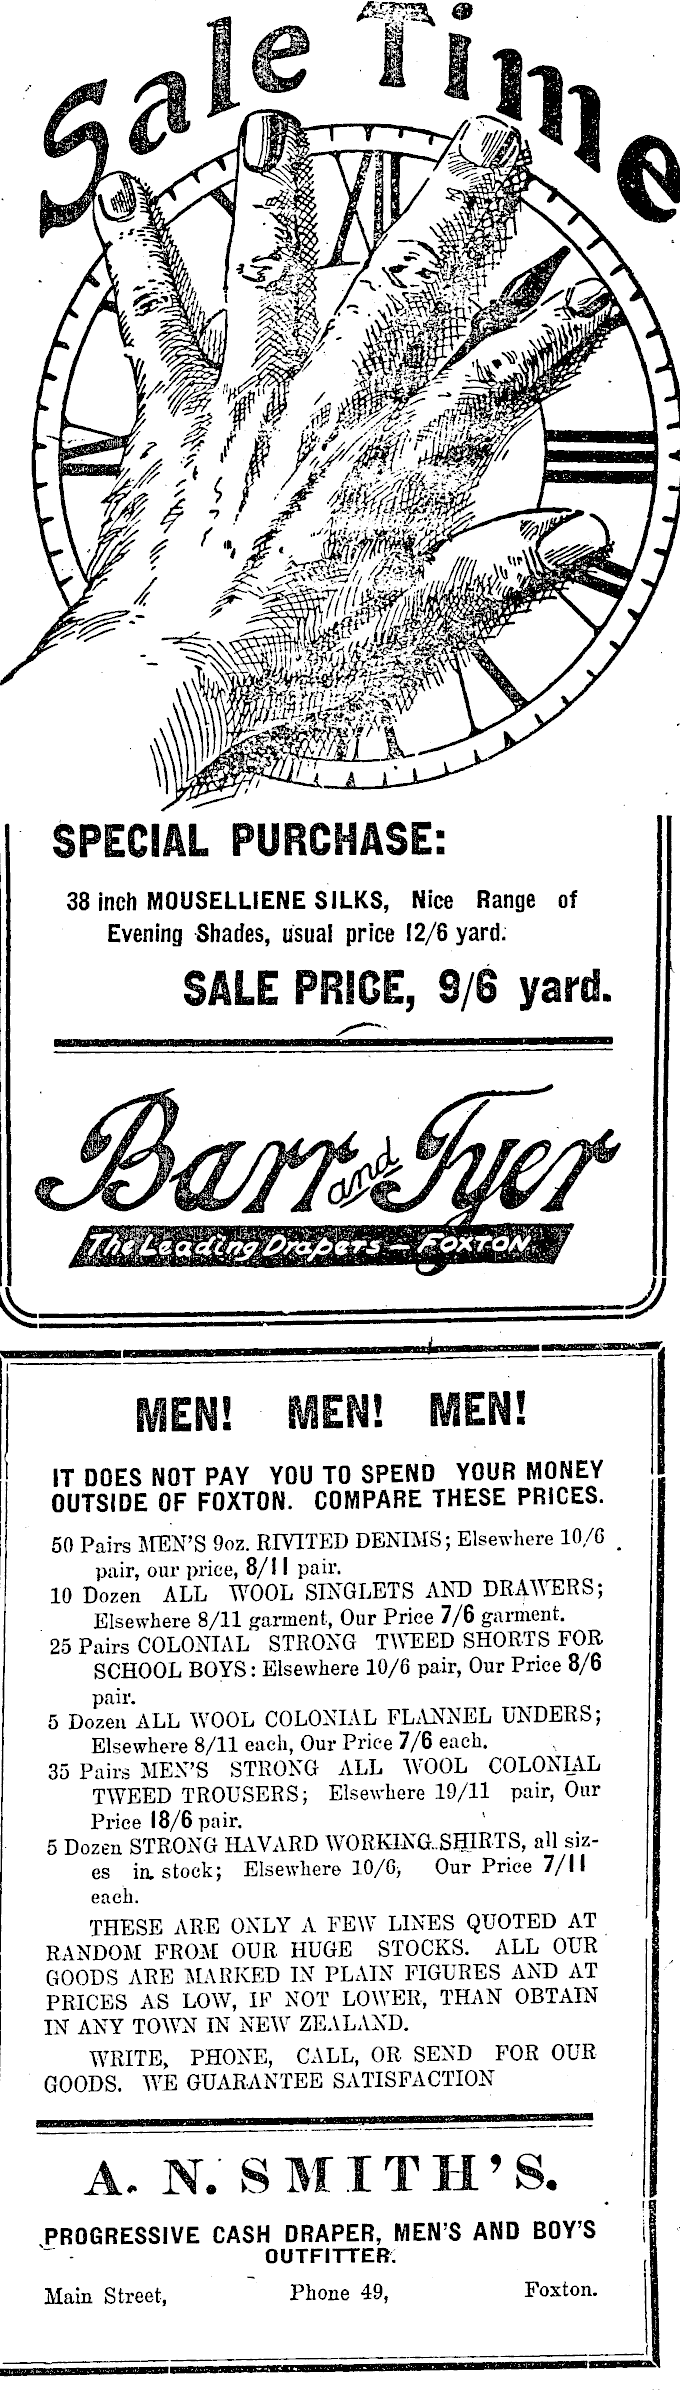 Sale Time
XII
III
SPECIAL PURCHASE:
38 inch MOUSELLIENE SILKS, Nice Range of
Evening Shades, usual price 12/6 yard.
SALE PRICE, 9/6 yard.
Barr and Tyer
The Leading Drapers — FOXTON
MEN! MEN! MEN!
IT DOES NOT PAY YOU TO SPEND YOUR MONEY
OUTSIDE OF FOXTON. COMPARE THESE PRICES.
50 Pairs MEN'S 9oz. RIVITED DENIMS; Elsewhere 10/6
pair, our price, 8/11 pair.
10 Dozen ALL WOOL SINGLETS AND DRAWERS;
Elsewhere 8/11 garment, Our Price 7/6 garment.
25 Pairs COLONIAL STRONG TWEED SHORTS FOR
SCHOOL BOYS: Elsewhere 10/6 pair, Our Price 8/6
pair.
5 Dozen ALL WOOL COLONIAL FLANNEL UNDERS;
Elsewhere 8/11 each, Our Price 7/6 each.
35 Pairs MEN'S STRONG ALL WOOL COLONIAL
TWEED TROUSERS; Elsewhere 19/11 pair, Our
Price 18/6 pair.
5 Dozen STRONG HAVARD WORKING SHIRTS, all siz-
es in stock; Elsewhere 10/6, Our Price 7/11
each.
THESE ARE ONLY A FEW LINES QUOTED AT
RANDOM FROM OUR HUGE STOCKS. ALL OUR
GOODS ARE MARKED IN PLAIN FIGURES AND AT
PRICES AS LOW, IF NOT LOWER, THAN OBTAIN
IN ANY TOWN IN NEW ZEALAND.
WRITE, PHONE, CALL, OR SEND FOR OUR
GOODS. WE GUARANTEE SATISFACTION
A. N. SMITH'S.
PROGRESSIVE CASH DRAPER, MEN'S AND BOY'S
OUTFITTER.
Main Street, Phone 49, Foxton.